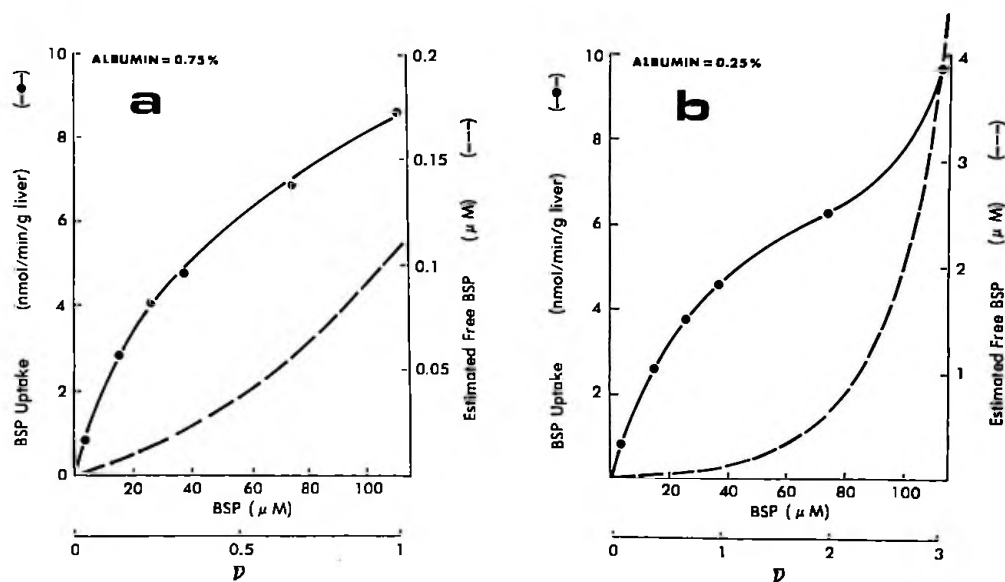 ALBUMIN = 0.75%
a
BSP Uptake (nmol/min/g liver) (—●—)
10
8
6
4
2
0
0.2
0.15
0.1
0.05
Estimated Free BSP (μM) (---)
20 40 60 80 100
BSP (μM)
0 0.5 1
ν̄
ALBUMIN = 0.25%
b
BSP Uptake (nmol/min/g liver) (—●—)
10
8
6
4
2
0
4
3
2
1
Estimated Free BSP (μM) (---)
20 40 60 80 100
BSP (μM)
0 1 2 3
ν̄